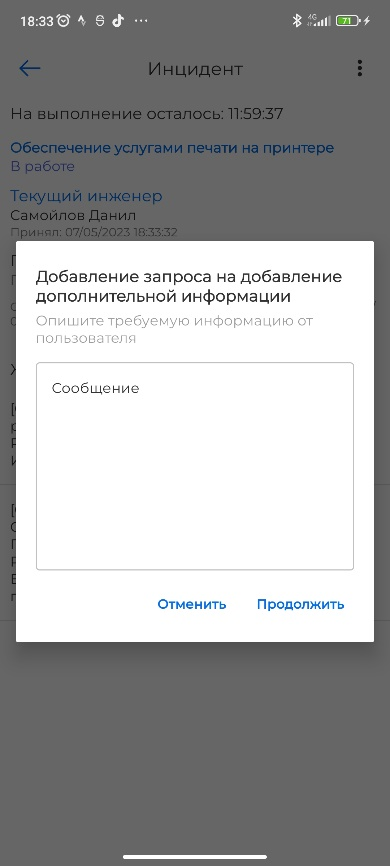 18:33
4G
71
Инцидент
На выполнение осталось: 11:59:37
Обеспечение услугами печати на принтере
В работе
Текущий инженер
Самойлов Данил
Принял: 07/05/2023 18:33:32
Добавление запроса на добавление
дополнительной информации
Опишите требуемую информацию от
пользователя
Сообщение
Отменить Продолжить